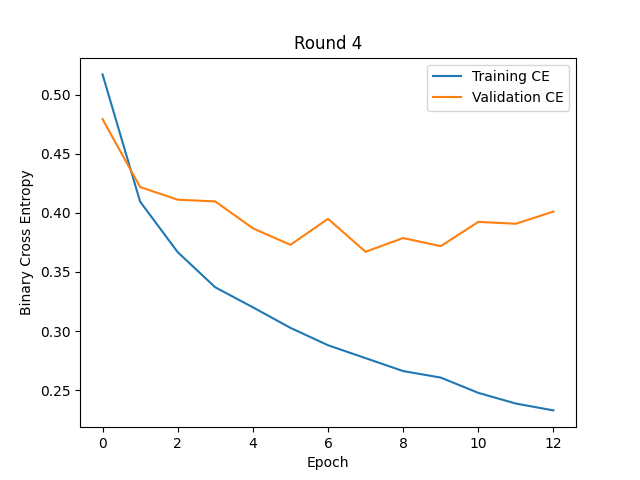 Round 4
Training CE
Validation CE
Binary Cross Entropy
0.50
0.45
0.40
0.35
0.30
0.25
0 2 4 6 8 10 12
Epoch